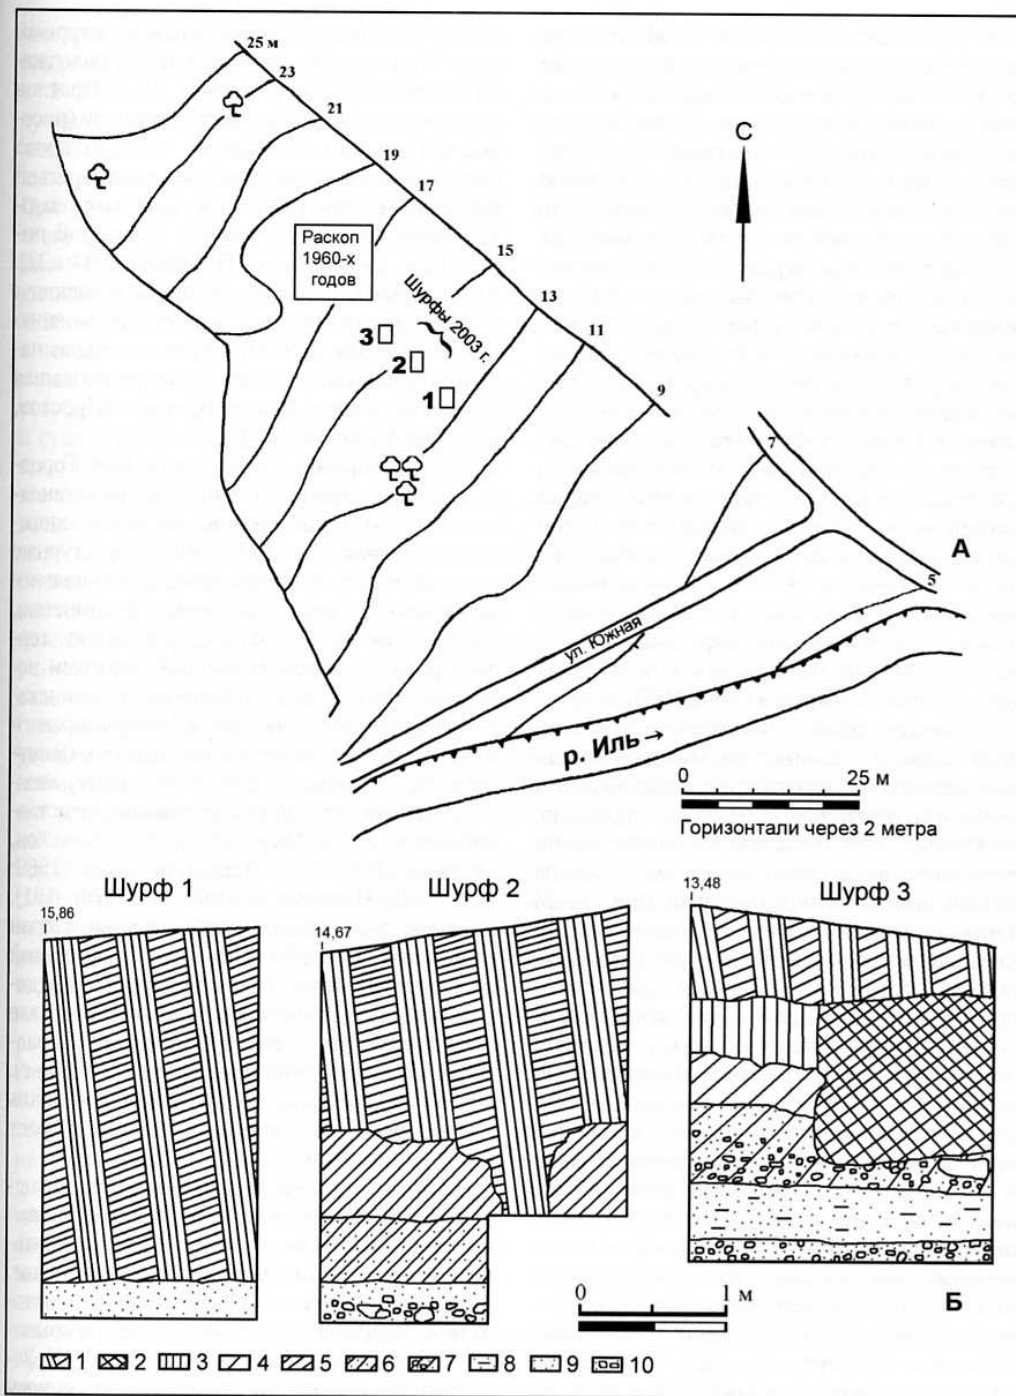 25 м
23
21
19
17
15
13
11
9
7
5
С
Раскоп
1960-х
годов
Шурфы 2003 г.
3
2
1
А
ул. Южная
р. Иль →
0 25 м
Горизонтали через 2 метра
Шурф 1 Шурф 2 Шурф 3
15,86
14,67
13,48
0 1 м
Б
1 2 3 4 5 6 7 8 9 10